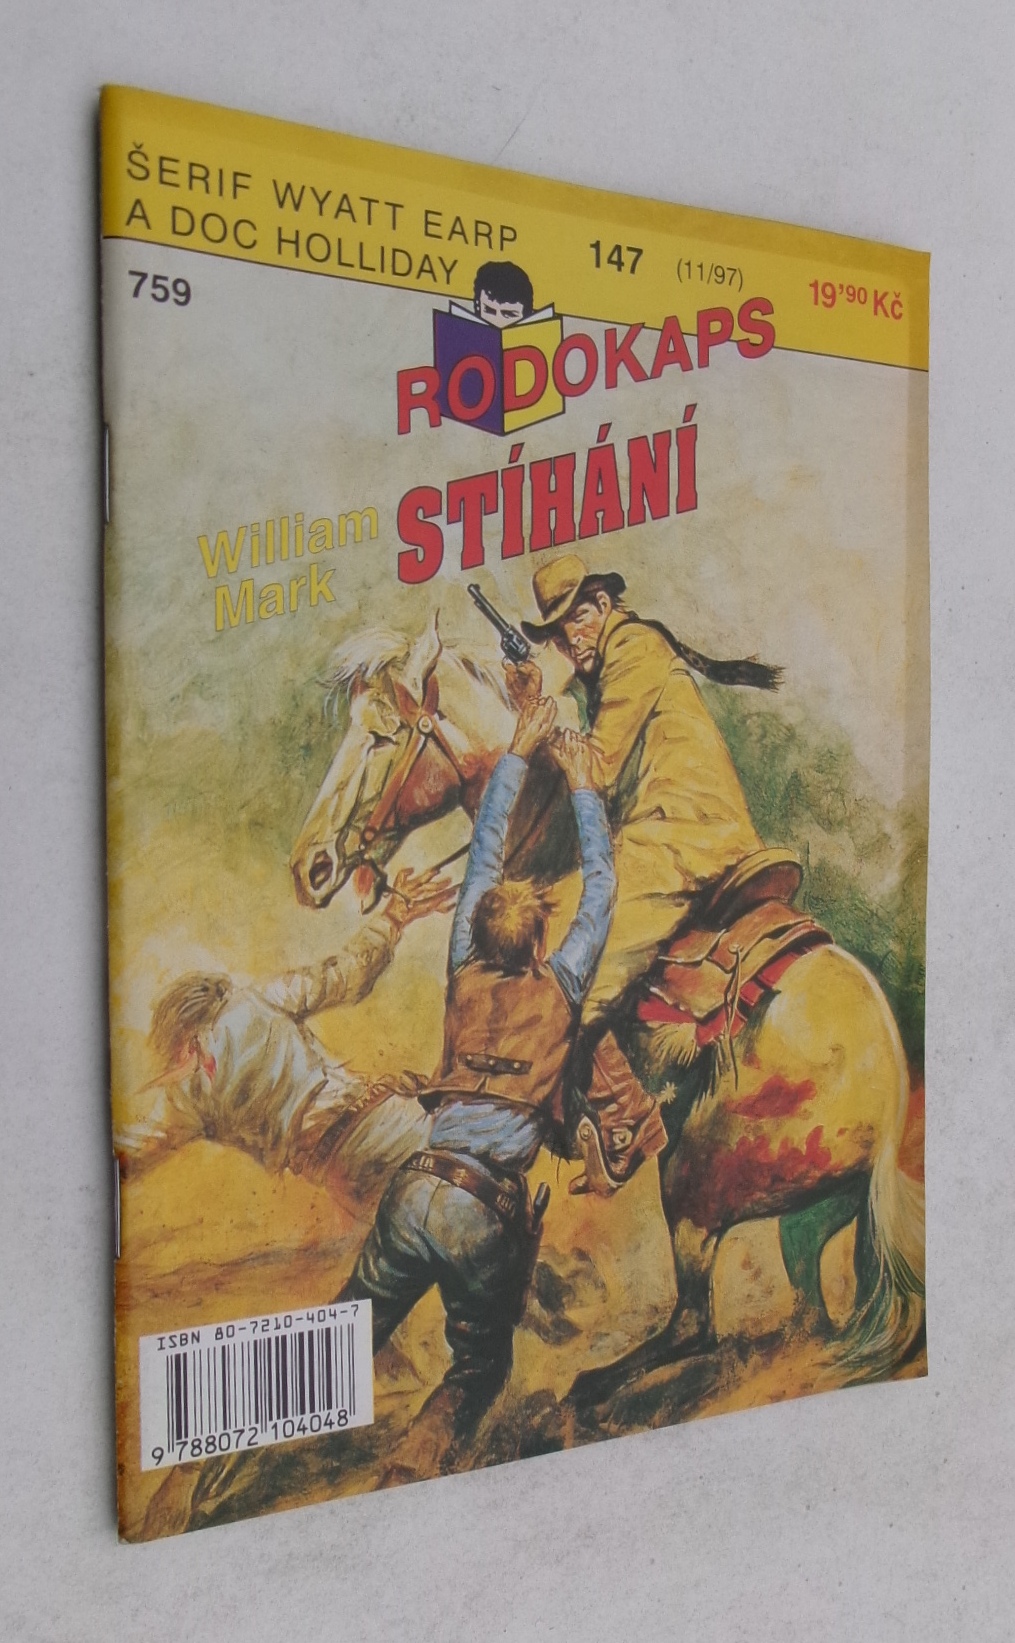 ŠERIF WYATT EARP
A DOC HOLLIDAY
147 (11/97)
19'90 Kč
759
RODOKAPS
STÍHÁNÍ
William
Mark
ISBN 80-7210-404-7
9 788072 104048